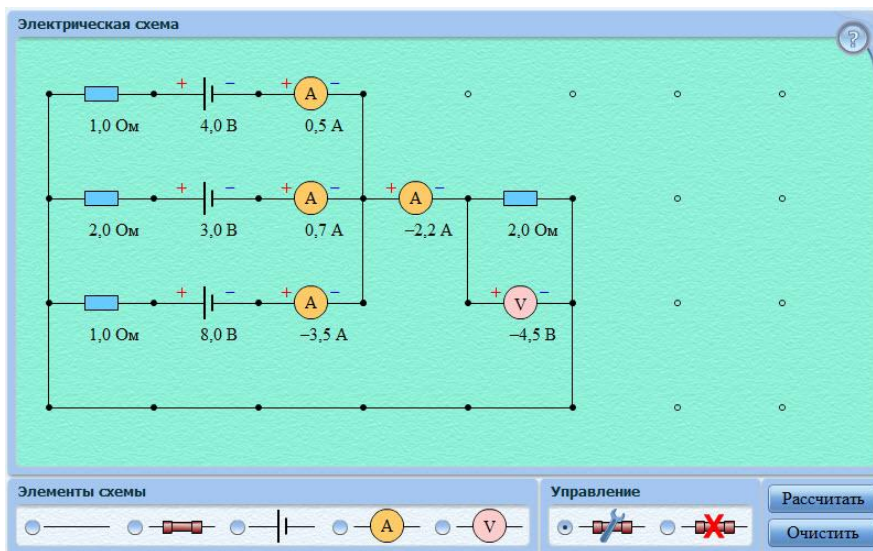 Электрическая схема
?
+ − + −
A
1,0 Ом 4,0 В 0,5 А
+ − + − + −
A A
2,0 Ом 3,0 В 0,7 А −2,2 А 2,0 Ом
+ − + − + −
A V
1,0 Ом 8,0 В −3,5 А −4,5 В
Элементы схемы
A V
Управление
Рассчитать
Очистить